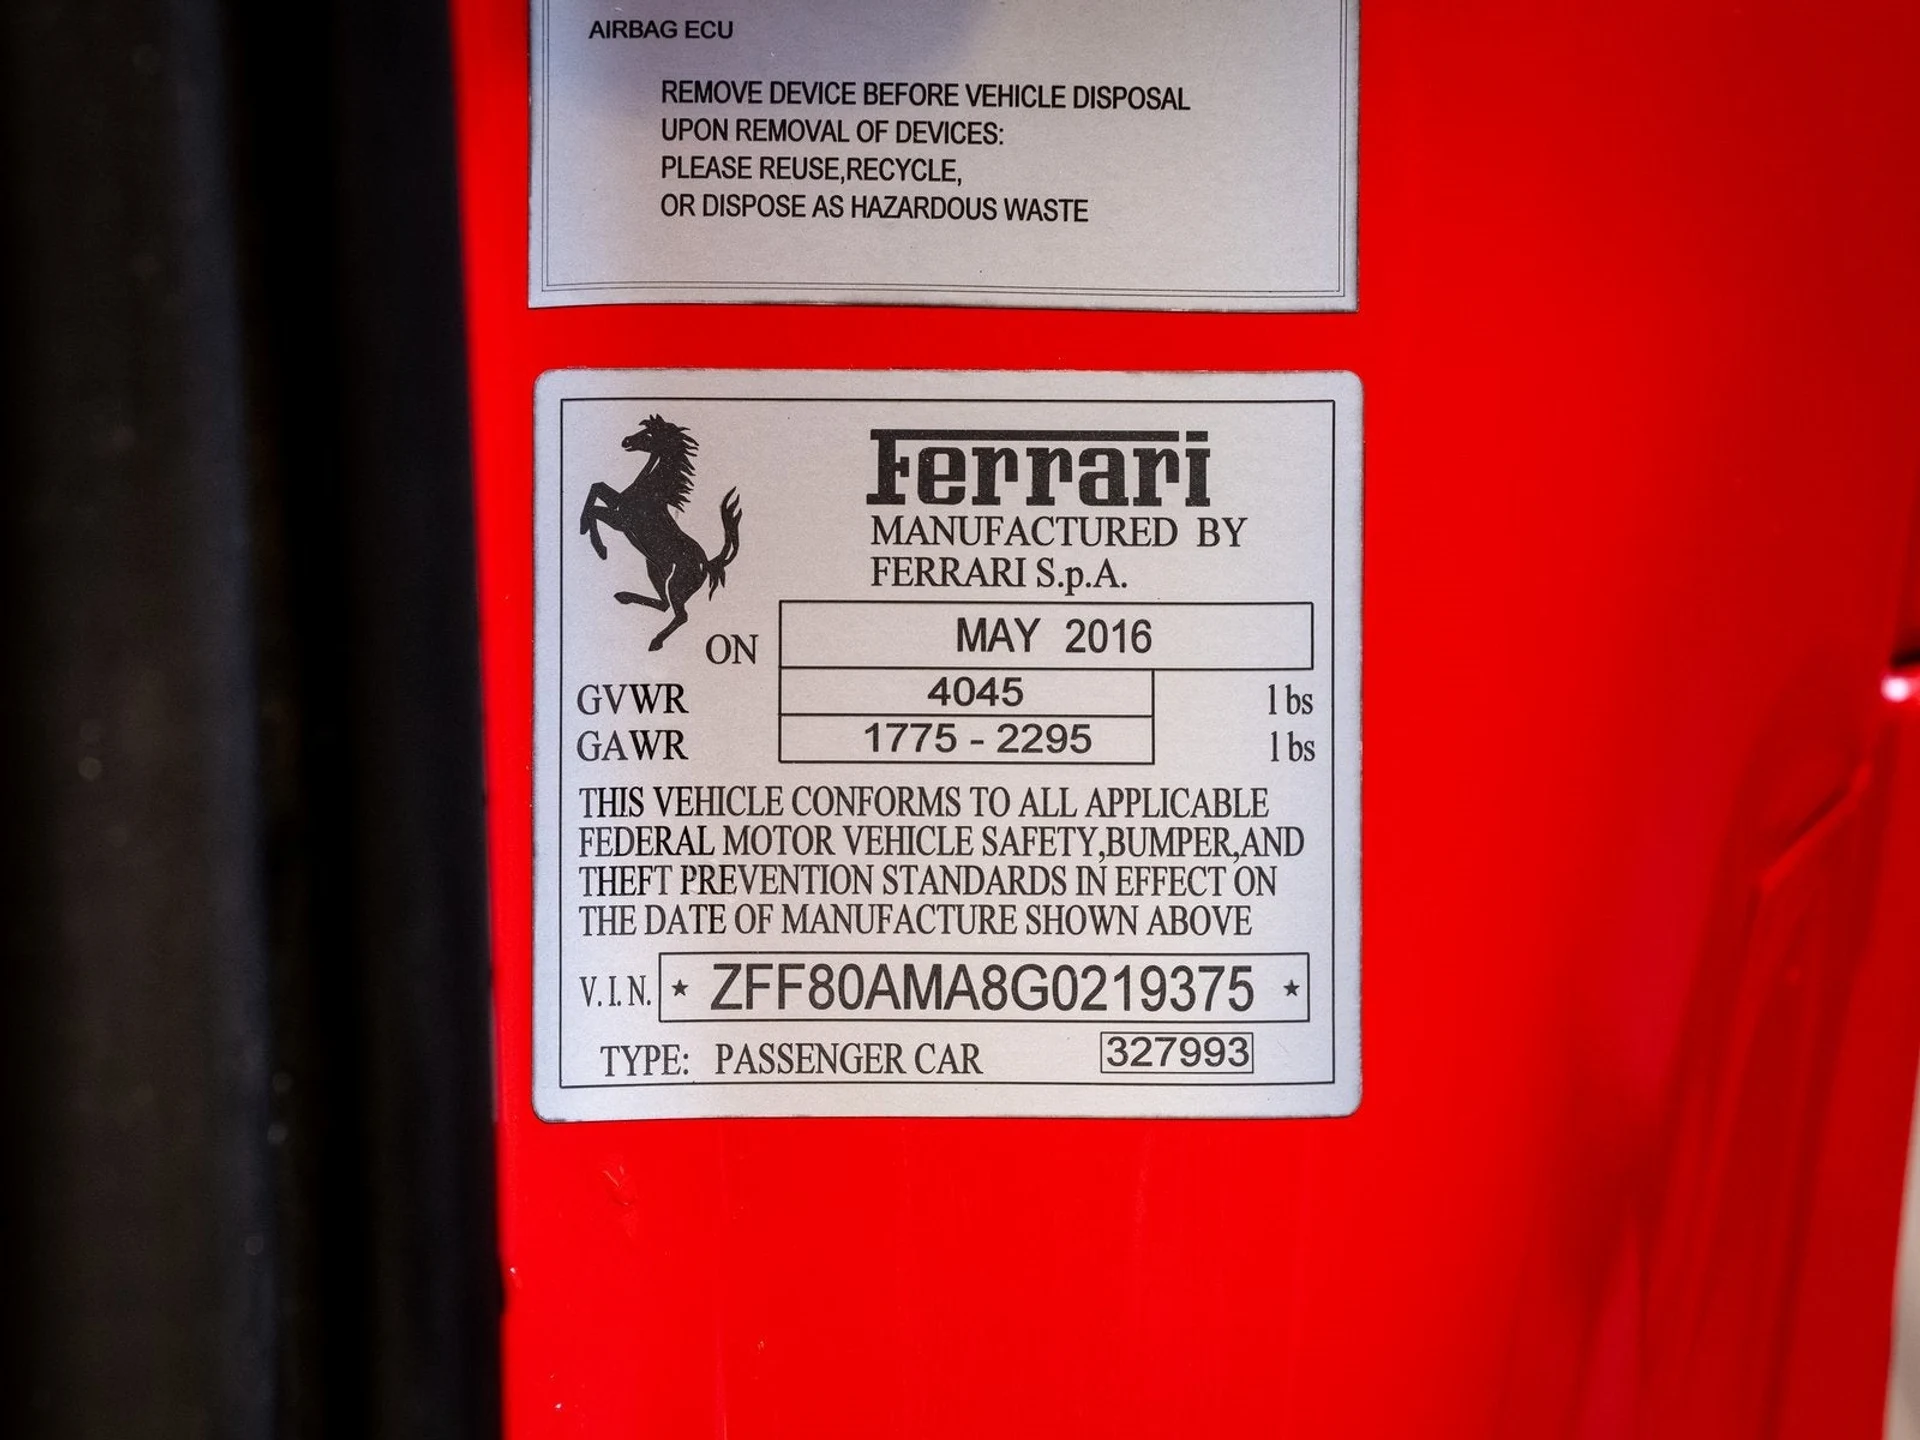 AIRBAG ECU
REMOVE DEVICE BEFORE VEHICLE DISPOSAL
UPON REMOVAL OF DEVICES:
PLEASE REUSE,RECYCLE,
OR DISPOSE AS HAZARDOUS WASTE
Ferrari
MANUFACTURED BY
FERRARI S.p.A.
ON MAY 2016
GVWR 4045 lbs
GAWR 1775 - 2295 lbs
THIS VEHICLE CONFORMS TO ALL APPLICABLE
FEDERAL MOTOR VEHICLE SAFETY,BUMPER,AND
THEFT PREVENTION STANDARDS IN EFFECT ON
THE DATE OF MANUFACTURE SHOWN ABOVE
V.I.N. ★ ZFF80AMA8G0219375 ★
TYPE: PASSENGER CAR 327993